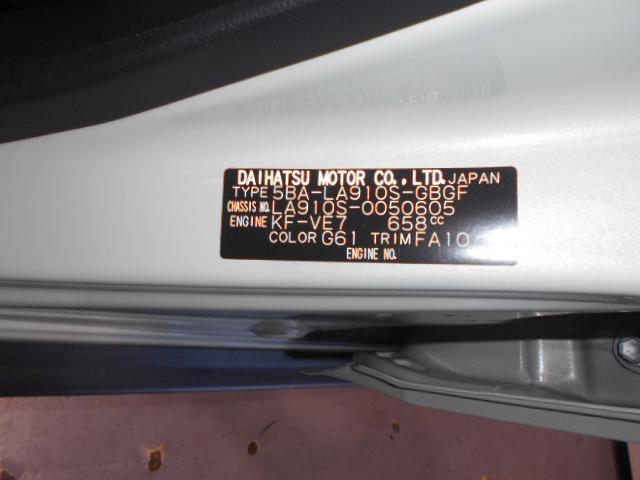 DAIHATSU MOTOR CO.,LTD. JAPAN
TYPE 5BA-LA910S-GBGF
CHASSIS NO. LA910S-0050605
ENGINE KF-VE7 658cc
COLOR G61 TRIM FA10
ENGINE NO.